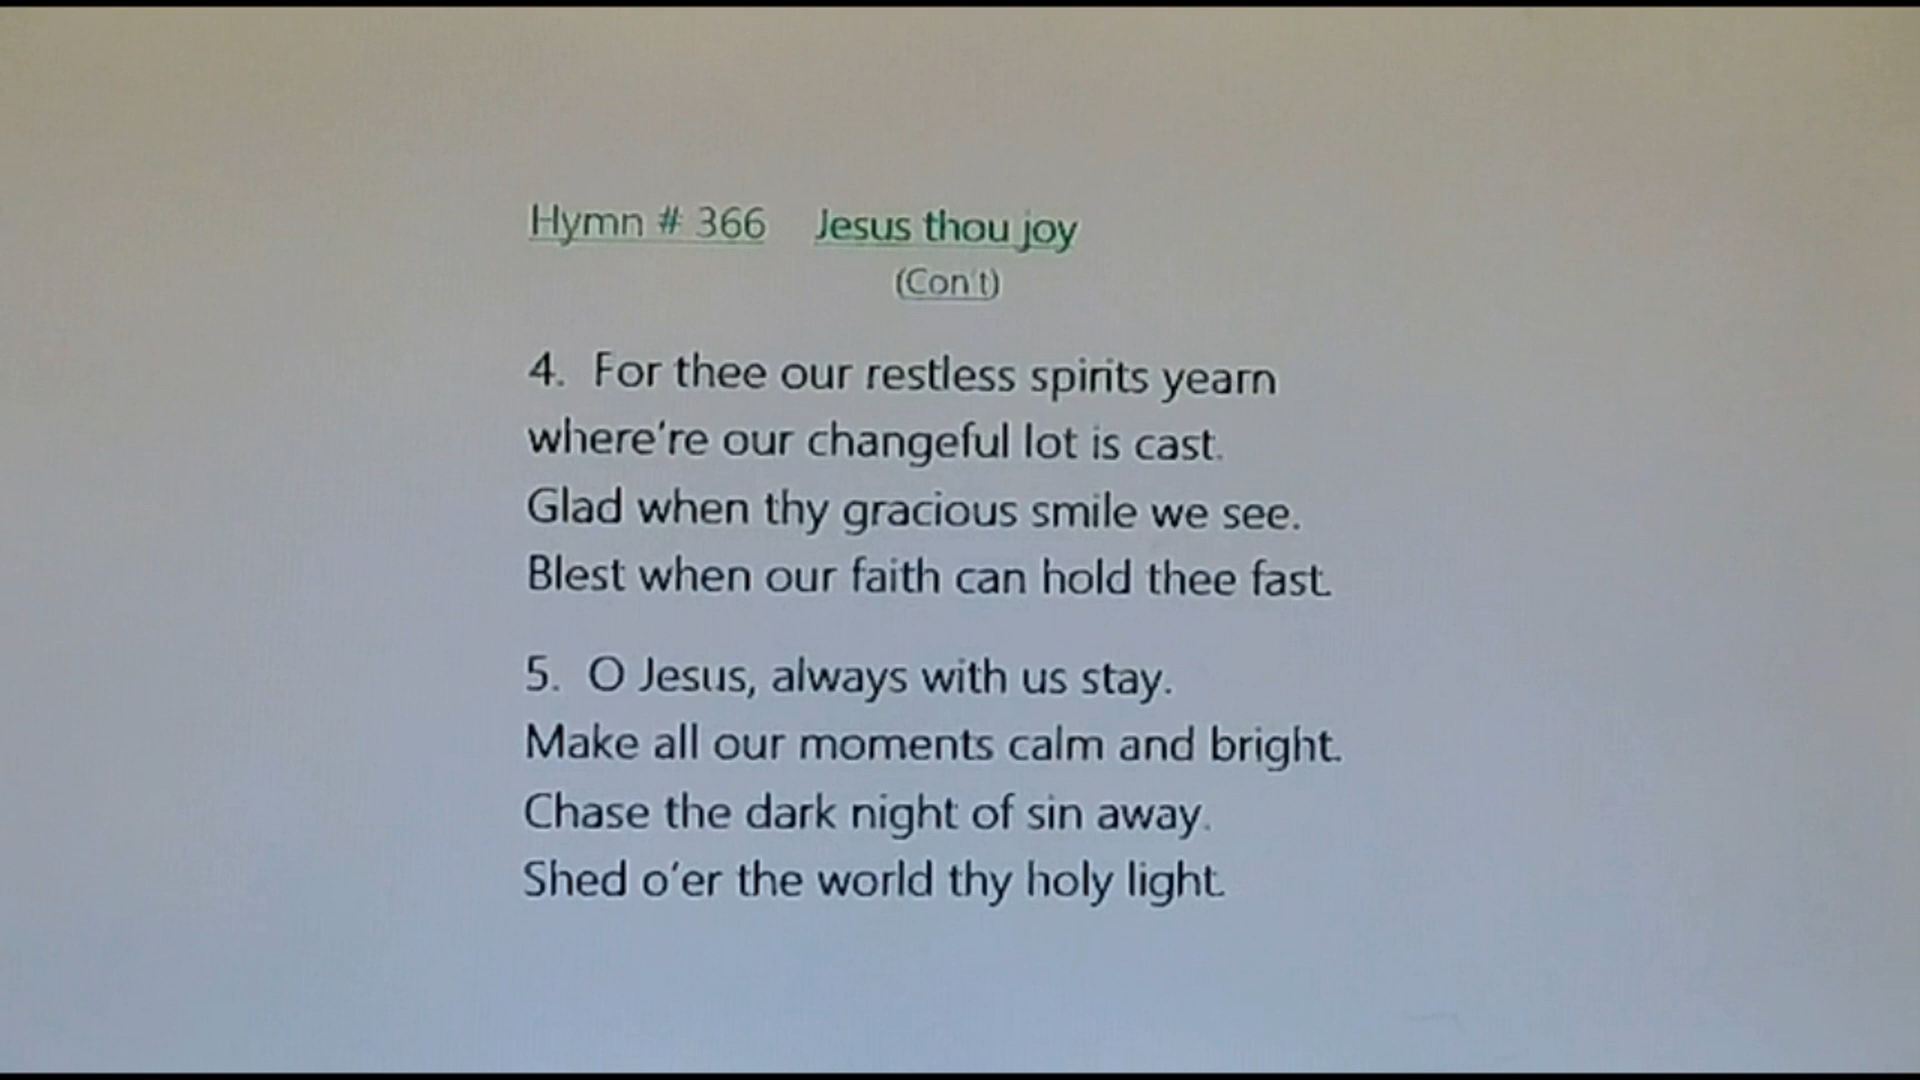 Hymn # 366 Jesus thou joy
(Con't)
4. For thee our restless spirits yearn
where're our changeful lot is cast.
Glad when thy gracious smile we see.
Blest when our faith can hold thee fast.
5. O Jesus, always with us stay.
Make all our moments calm and bright.
Chase the dark night of sin away.
Shed o'er the world thy holy light.